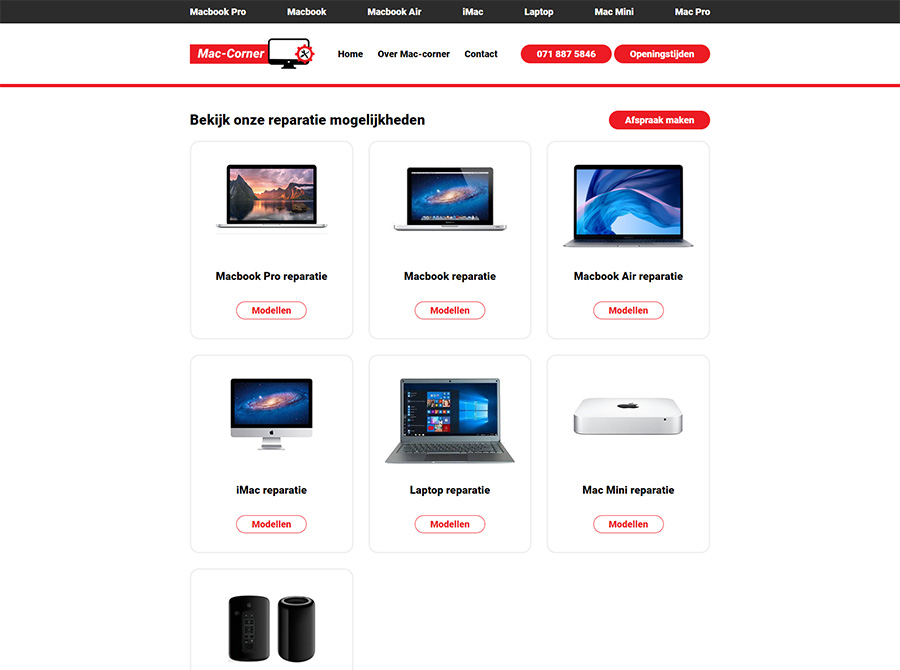 Macbook Pro Macbook Macbook Air iMac Laptop Mac Mini Mac Pro
Mac-Corner Home Over Mac-corner Contact 071 887 5846 Openingstijden
Bekijk onze reparatie mogelijkheden Afspraak maken
Macbook Pro reparatie Macbook reparatie Macbook Air reparatie
Modellen Modellen Modellen
iMac reparatie Laptop reparatie Mac Mini reparatie
Modellen Modellen Modellen